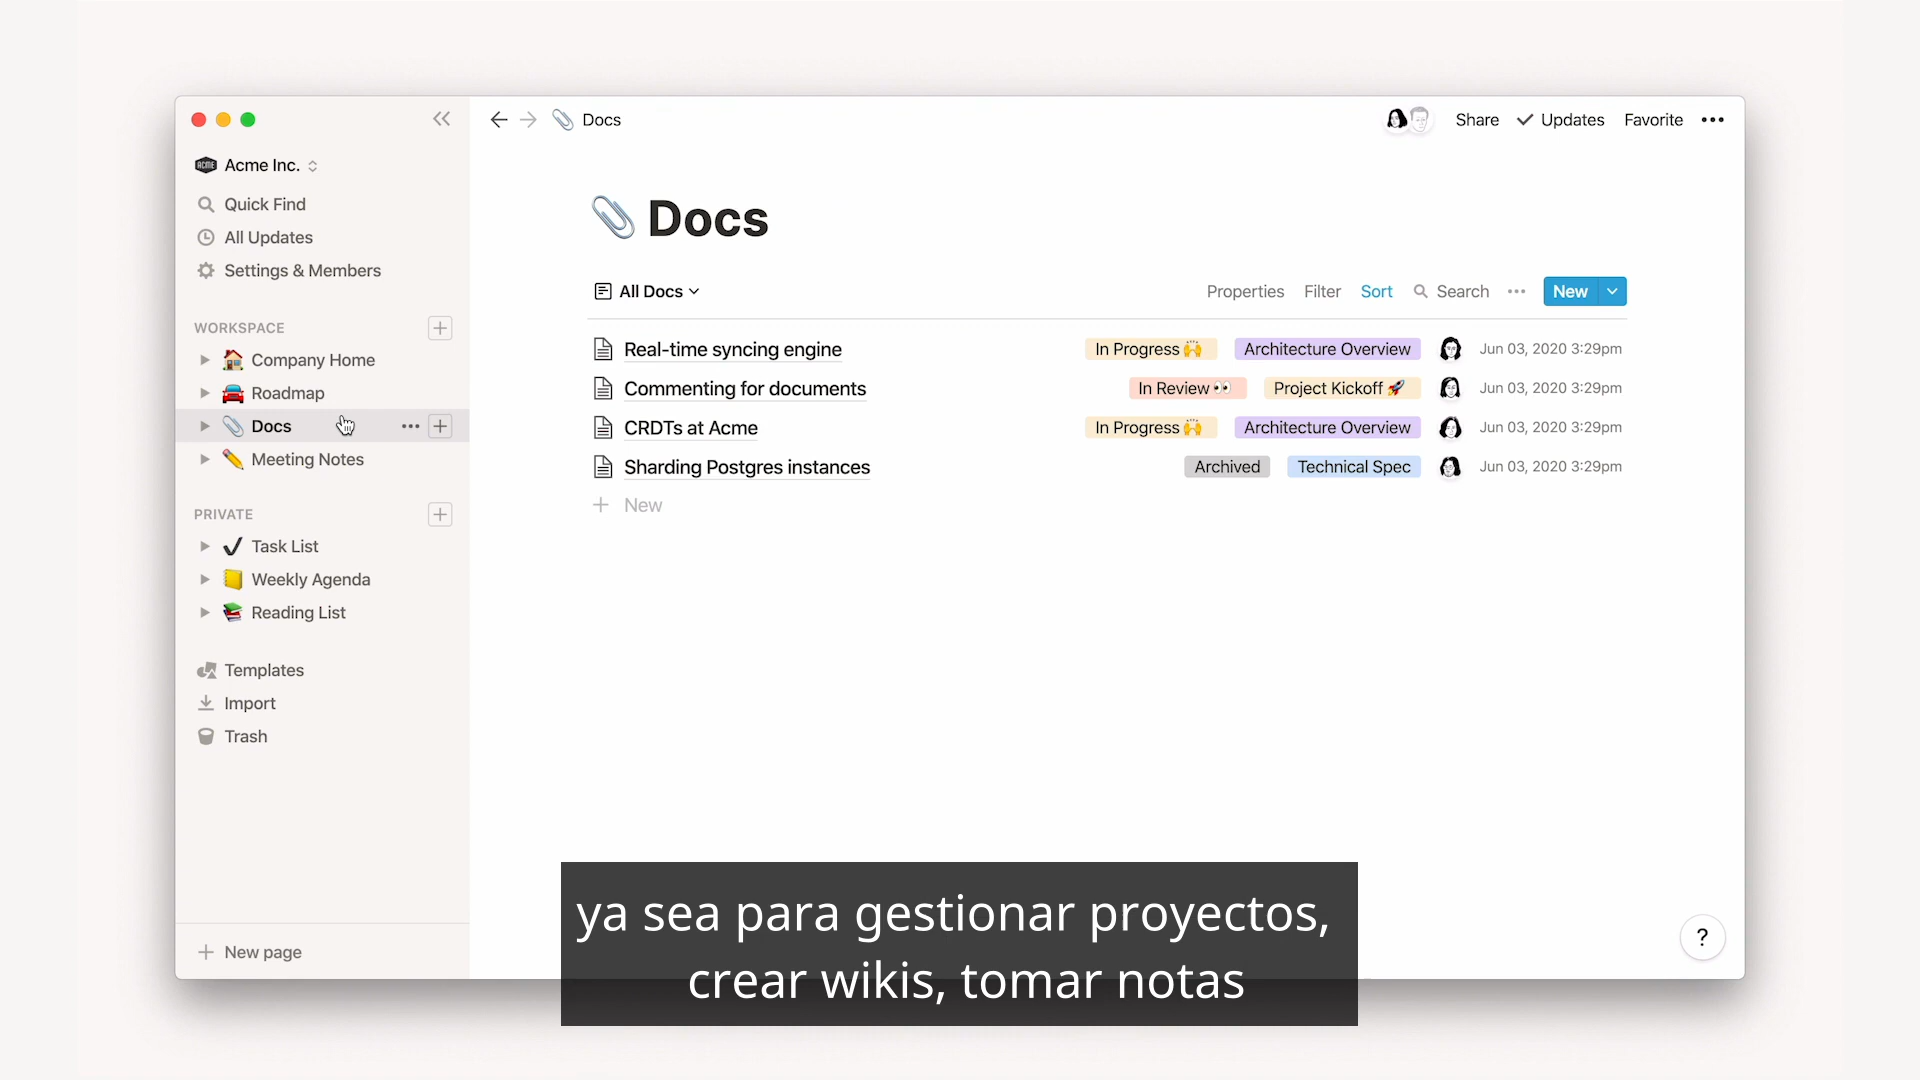 Docs
Share
Updates
Favorite
ACME
Acme Inc.
Quick Find
All Updates
Settings & Members
WORKSPACE
Company Home
Roadmap
Docs
Meeting Notes
PRIVATE
Task List
Weekly Agenda
Reading List
Templates
Import
Trash
New page
Docs
All Docs
Properties Filter Sort Search New
Real-time syncing engine In Progress 🙌 Architecture Overview Jun 03, 2020 3:29pm
Commenting for documents In Review 👀 Project Kickoff 🚀 Jun 03, 2020 3:29pm
CRDTs at Acme In Progress 🙌 Architecture Overview Jun 03, 2020 3:29pm
Sharding Postgres instances Archived Technical Spec Jun 03, 2020 3:29pm
New
?
ya sea para gestionar proyectos,
crear wikis, tomar notas